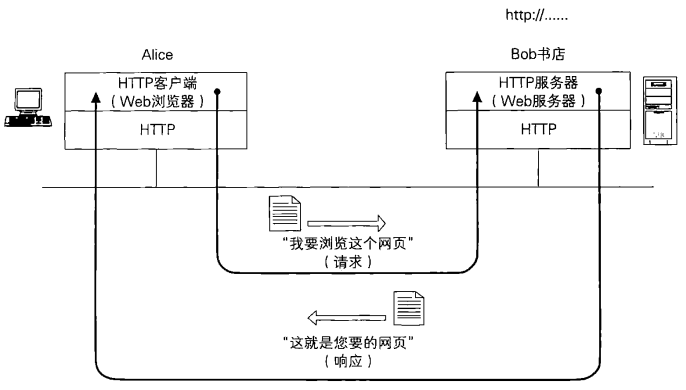 http://......
Alice
Bob书店
HTTP客户端
（Web浏览器）
HTTP服务器
（Web服务器）
HTTP
HTTP
“我要浏览这个网页”
（请求）
“这就是您要的网页”
（响应）